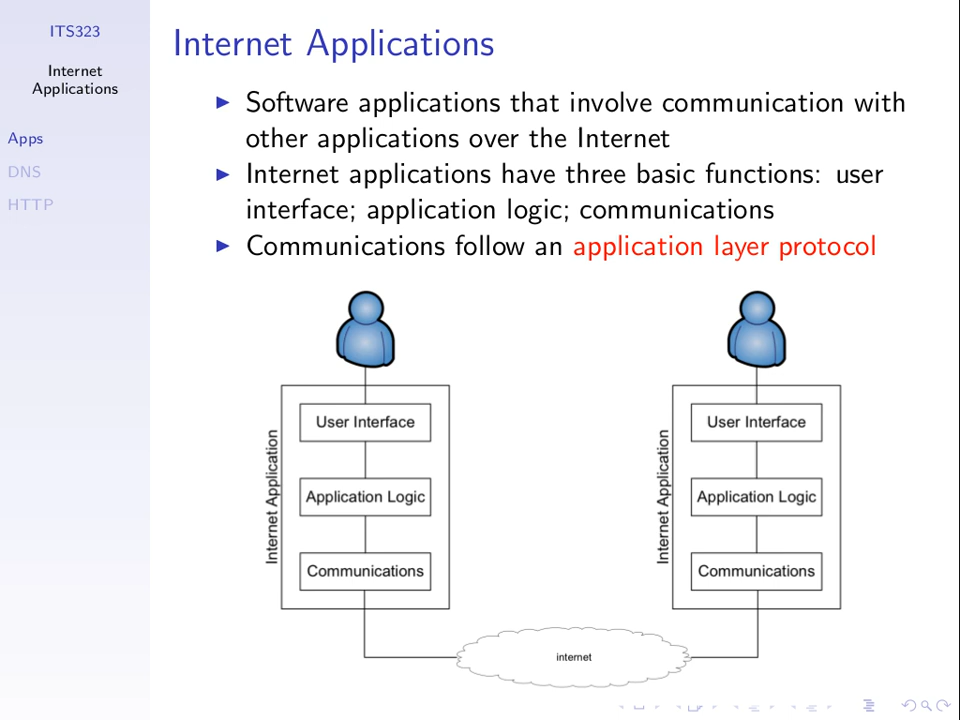 ITS323
Internet
Applications
Apps
DNS
HTTP
Internet Applications
Software applications that involve communication with
other applications over the Internet
Internet applications have three basic functions: user
interface; application logic; communications
Communications follow an application layer protocol
Internet Application
User Interface
Application Logic
Communications
Internet Application
User Interface
Application Logic
Communications
internet